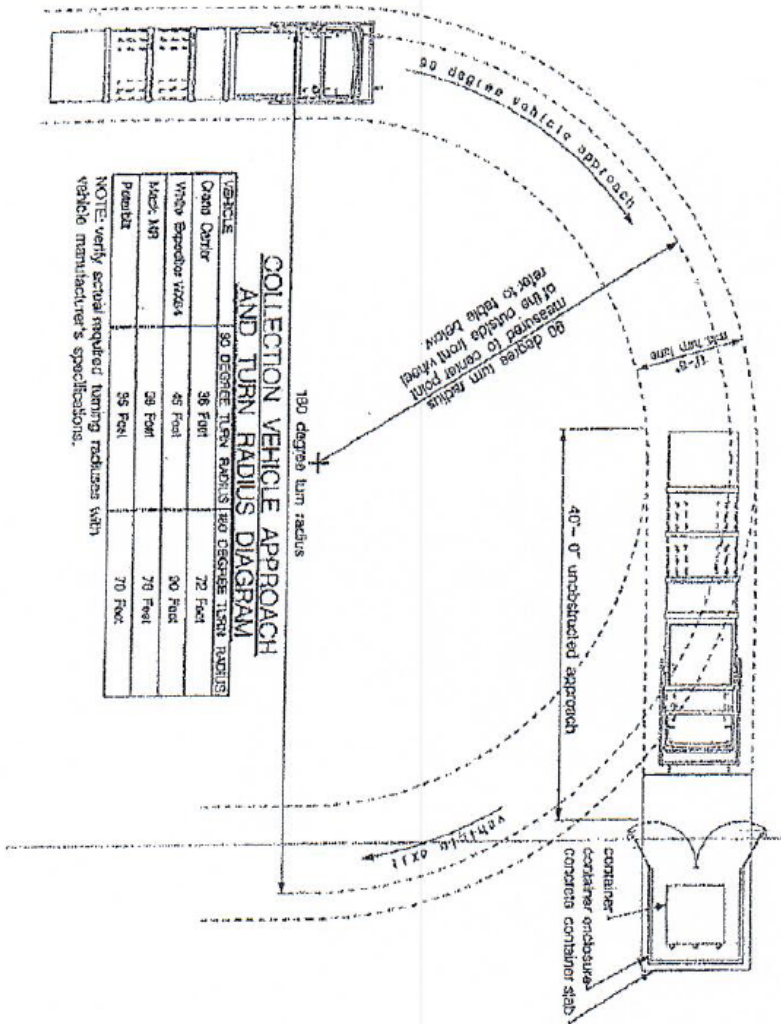 90 degree vehicle approach
11'-8"
min. turn lane
90 degree turn radius
measured to center point
of the outside front wheel
refer to table below
40'- 0" unobstructed approach
180 degree turn radius
vehicle exit
container
container enclosure
concrete container slab
COLLECTION VEHICLE APPROACH
AND TURN RADIUS DIAGRAM
VEHICLE 90 DEGREE TURN RADIUS 180 DEGREE TURN RADIUS
Crane Carrier 36 Feet 72 Feet
White Expeditor 45 Feet 90 Feet
Mack MR Feet Feet
Peterbilt 35 Feet 70 Feet
NOTE: verify actual required turning radiuses with
vehicle manufacturer's specifications.